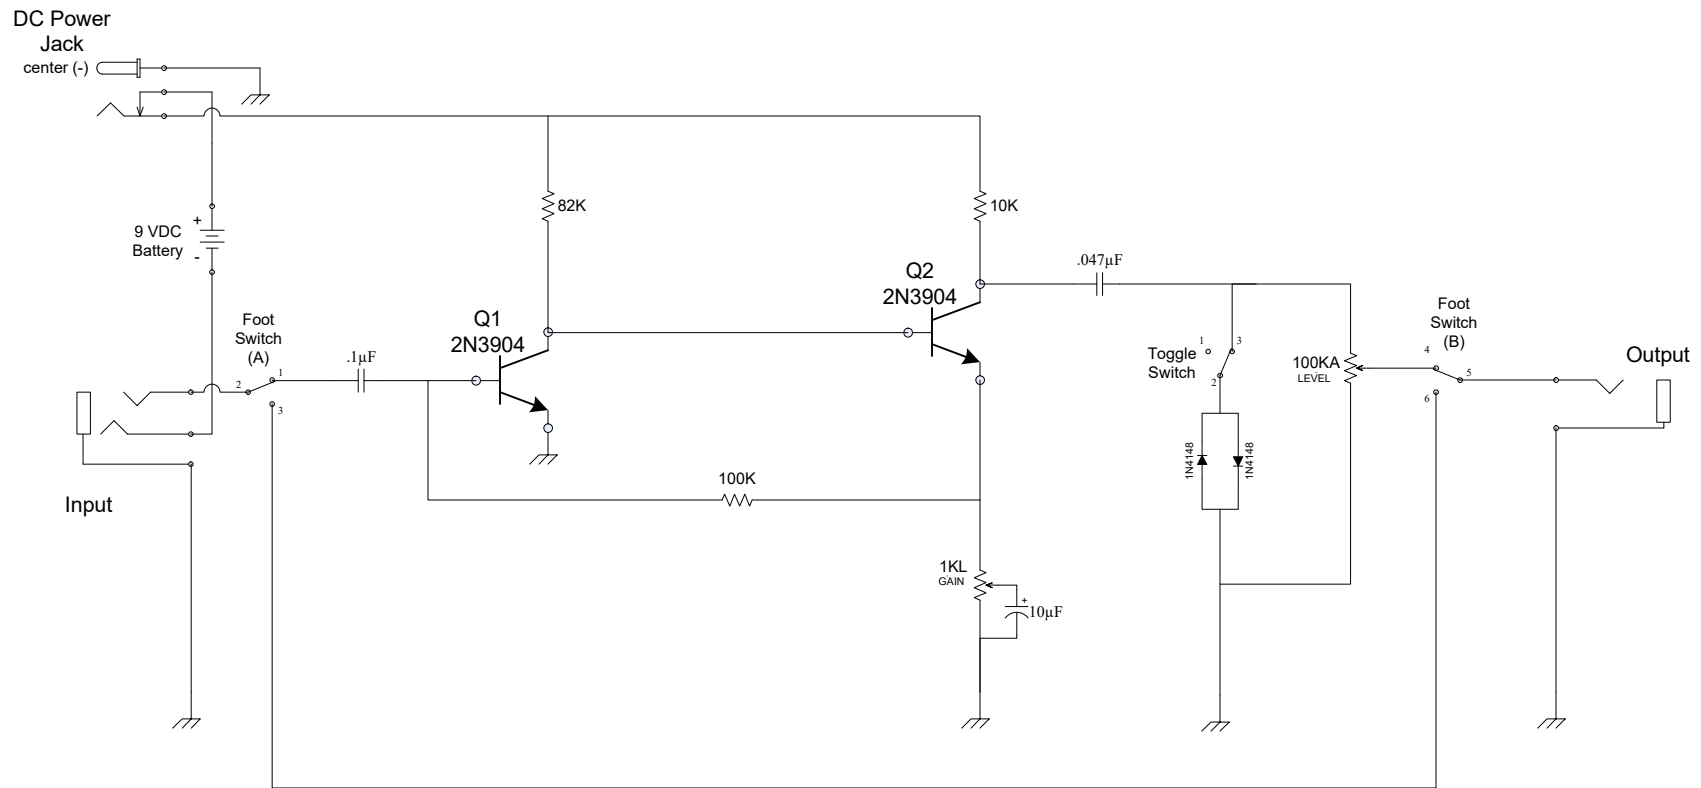 DC Power
Jack
center (-)
82K
10K
+
9 VDC
Battery
-
Q2
2N3904
.047µF
Foot
Switch
(A)
Q1
2N3904
.1µF
1
2
3
Toggle
Switch
1
3
2
100KA
LEVEL
Foot
Switch
(B)
4
5
6
Output
1N4148
1N4148
100K
Input
1KL
GAIN
+
10µF